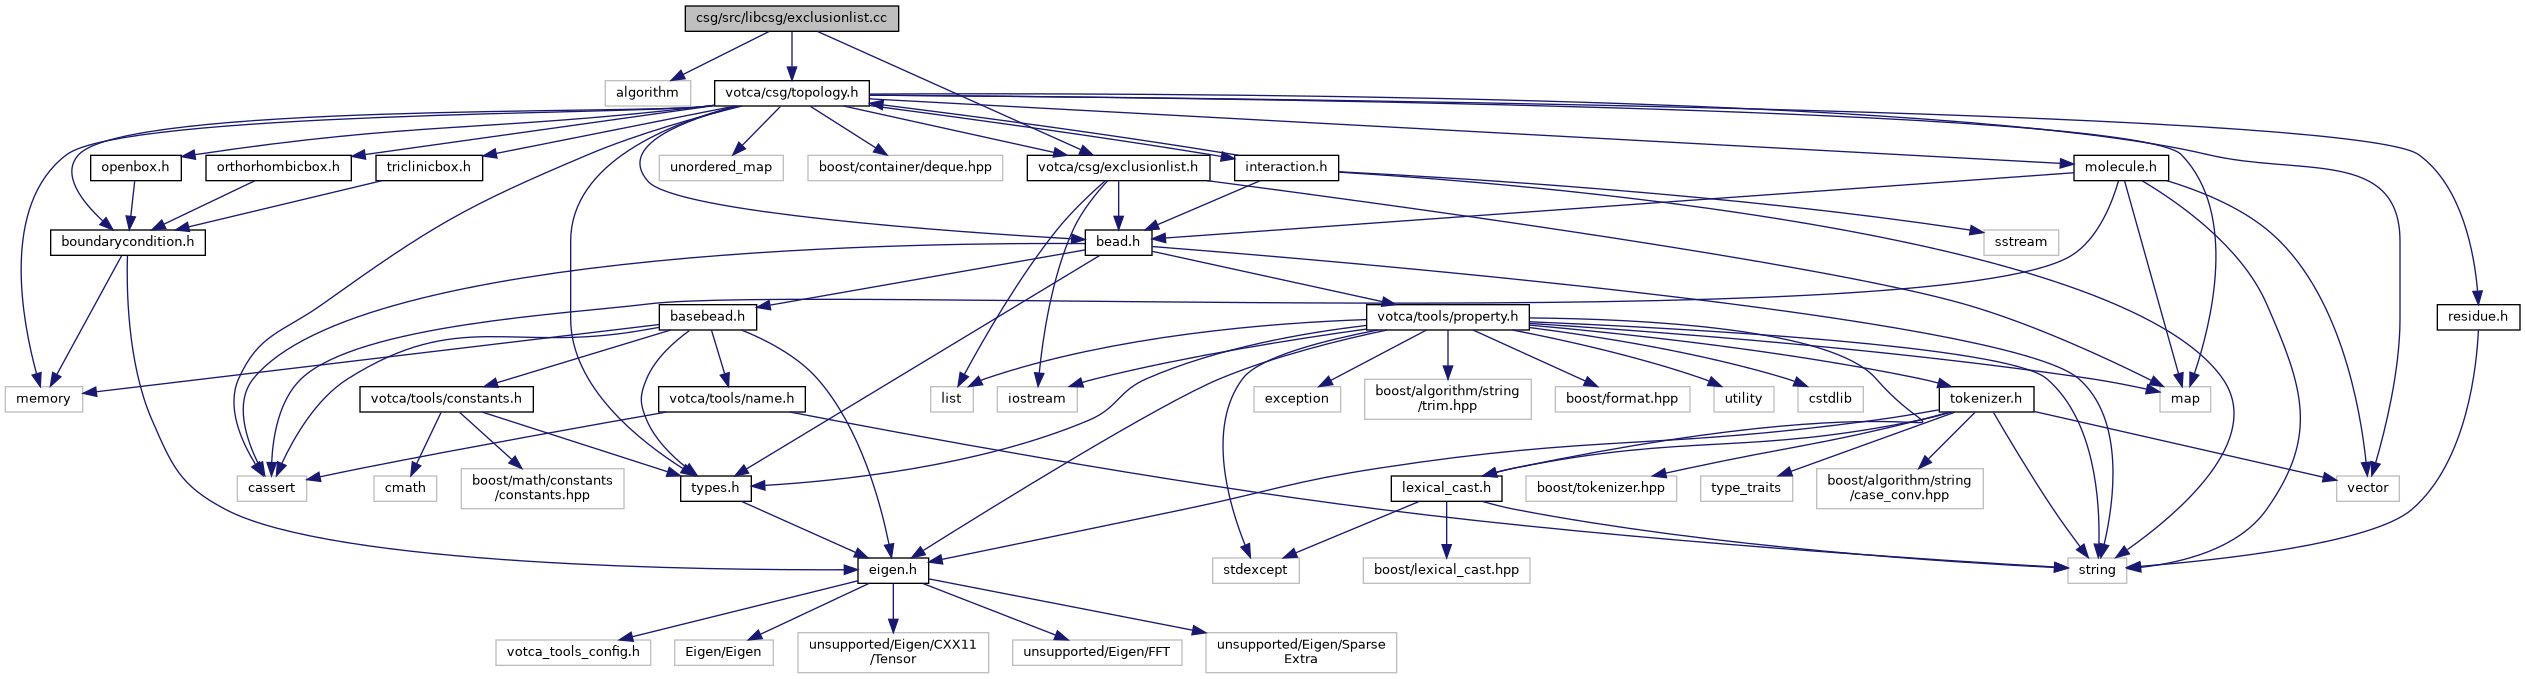 csg/src/libcsg/exclusionlist.cc
algorithm
votca/csg/topology.h
openbox.h
orthorhombicbox.h
triclinicbox.h
unordered_map
boost/container/deque.hpp
votca/csg/exclusionlist.h
interaction.h
molecule.h
boundarycondition.h
bead.h
sstream
basebead.h
votca/tools/property.h
residue.h
memory
votca/tools/constants.h
votca/tools/name.h
list
iostream
exception
boost/algorithm/string
/trim.hpp
boost/format.hpp
utility
cstdlib
tokenizer.h
map
cassert
cmath
boost/math/constants
/constants.hpp
types.h
lexical_cast.h
boost/tokenizer.hpp
type_traits
boost/algorithm/string
/case_conv.hpp
vector
eigen.h
stdexcept
boost/lexical_cast.hpp
string
votca_tools_config.h
Eigen/Eigen
unsupported/Eigen/CXX11
/Tensor
unsupported/Eigen/FFT
unsupported/Eigen/Sparse
Extra